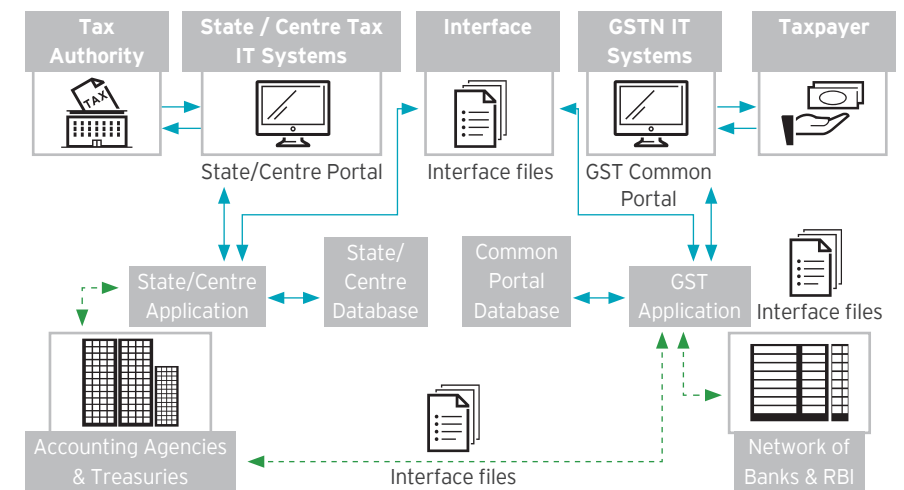 Tax
Authority
State / Centre Tax
IT Systems
Interface
GSTN IT
Systems
Taxpayer
TAX
State/Centre Portal
Interface files
GST Common
Portal
State/Centre
Application
State/
Centre
Database
Common
Portal
Database
GST
Application
Interface files
Accounting Agencies
& Treasuries
Interface files
Network of
Banks & RBI